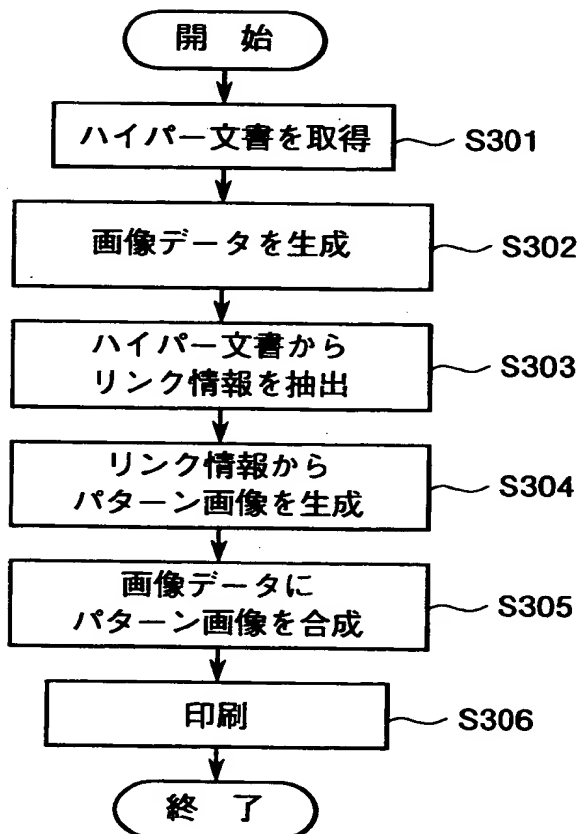 開 始
ハイパー文書を取得
S301
画像データを生成
S302
ハイパー文書から
リンク情報を抽出
S303
リンク情報から
パターン画像を生成
S304
画像データに
パターン画像を合成
S305
印刷
S306
終 了